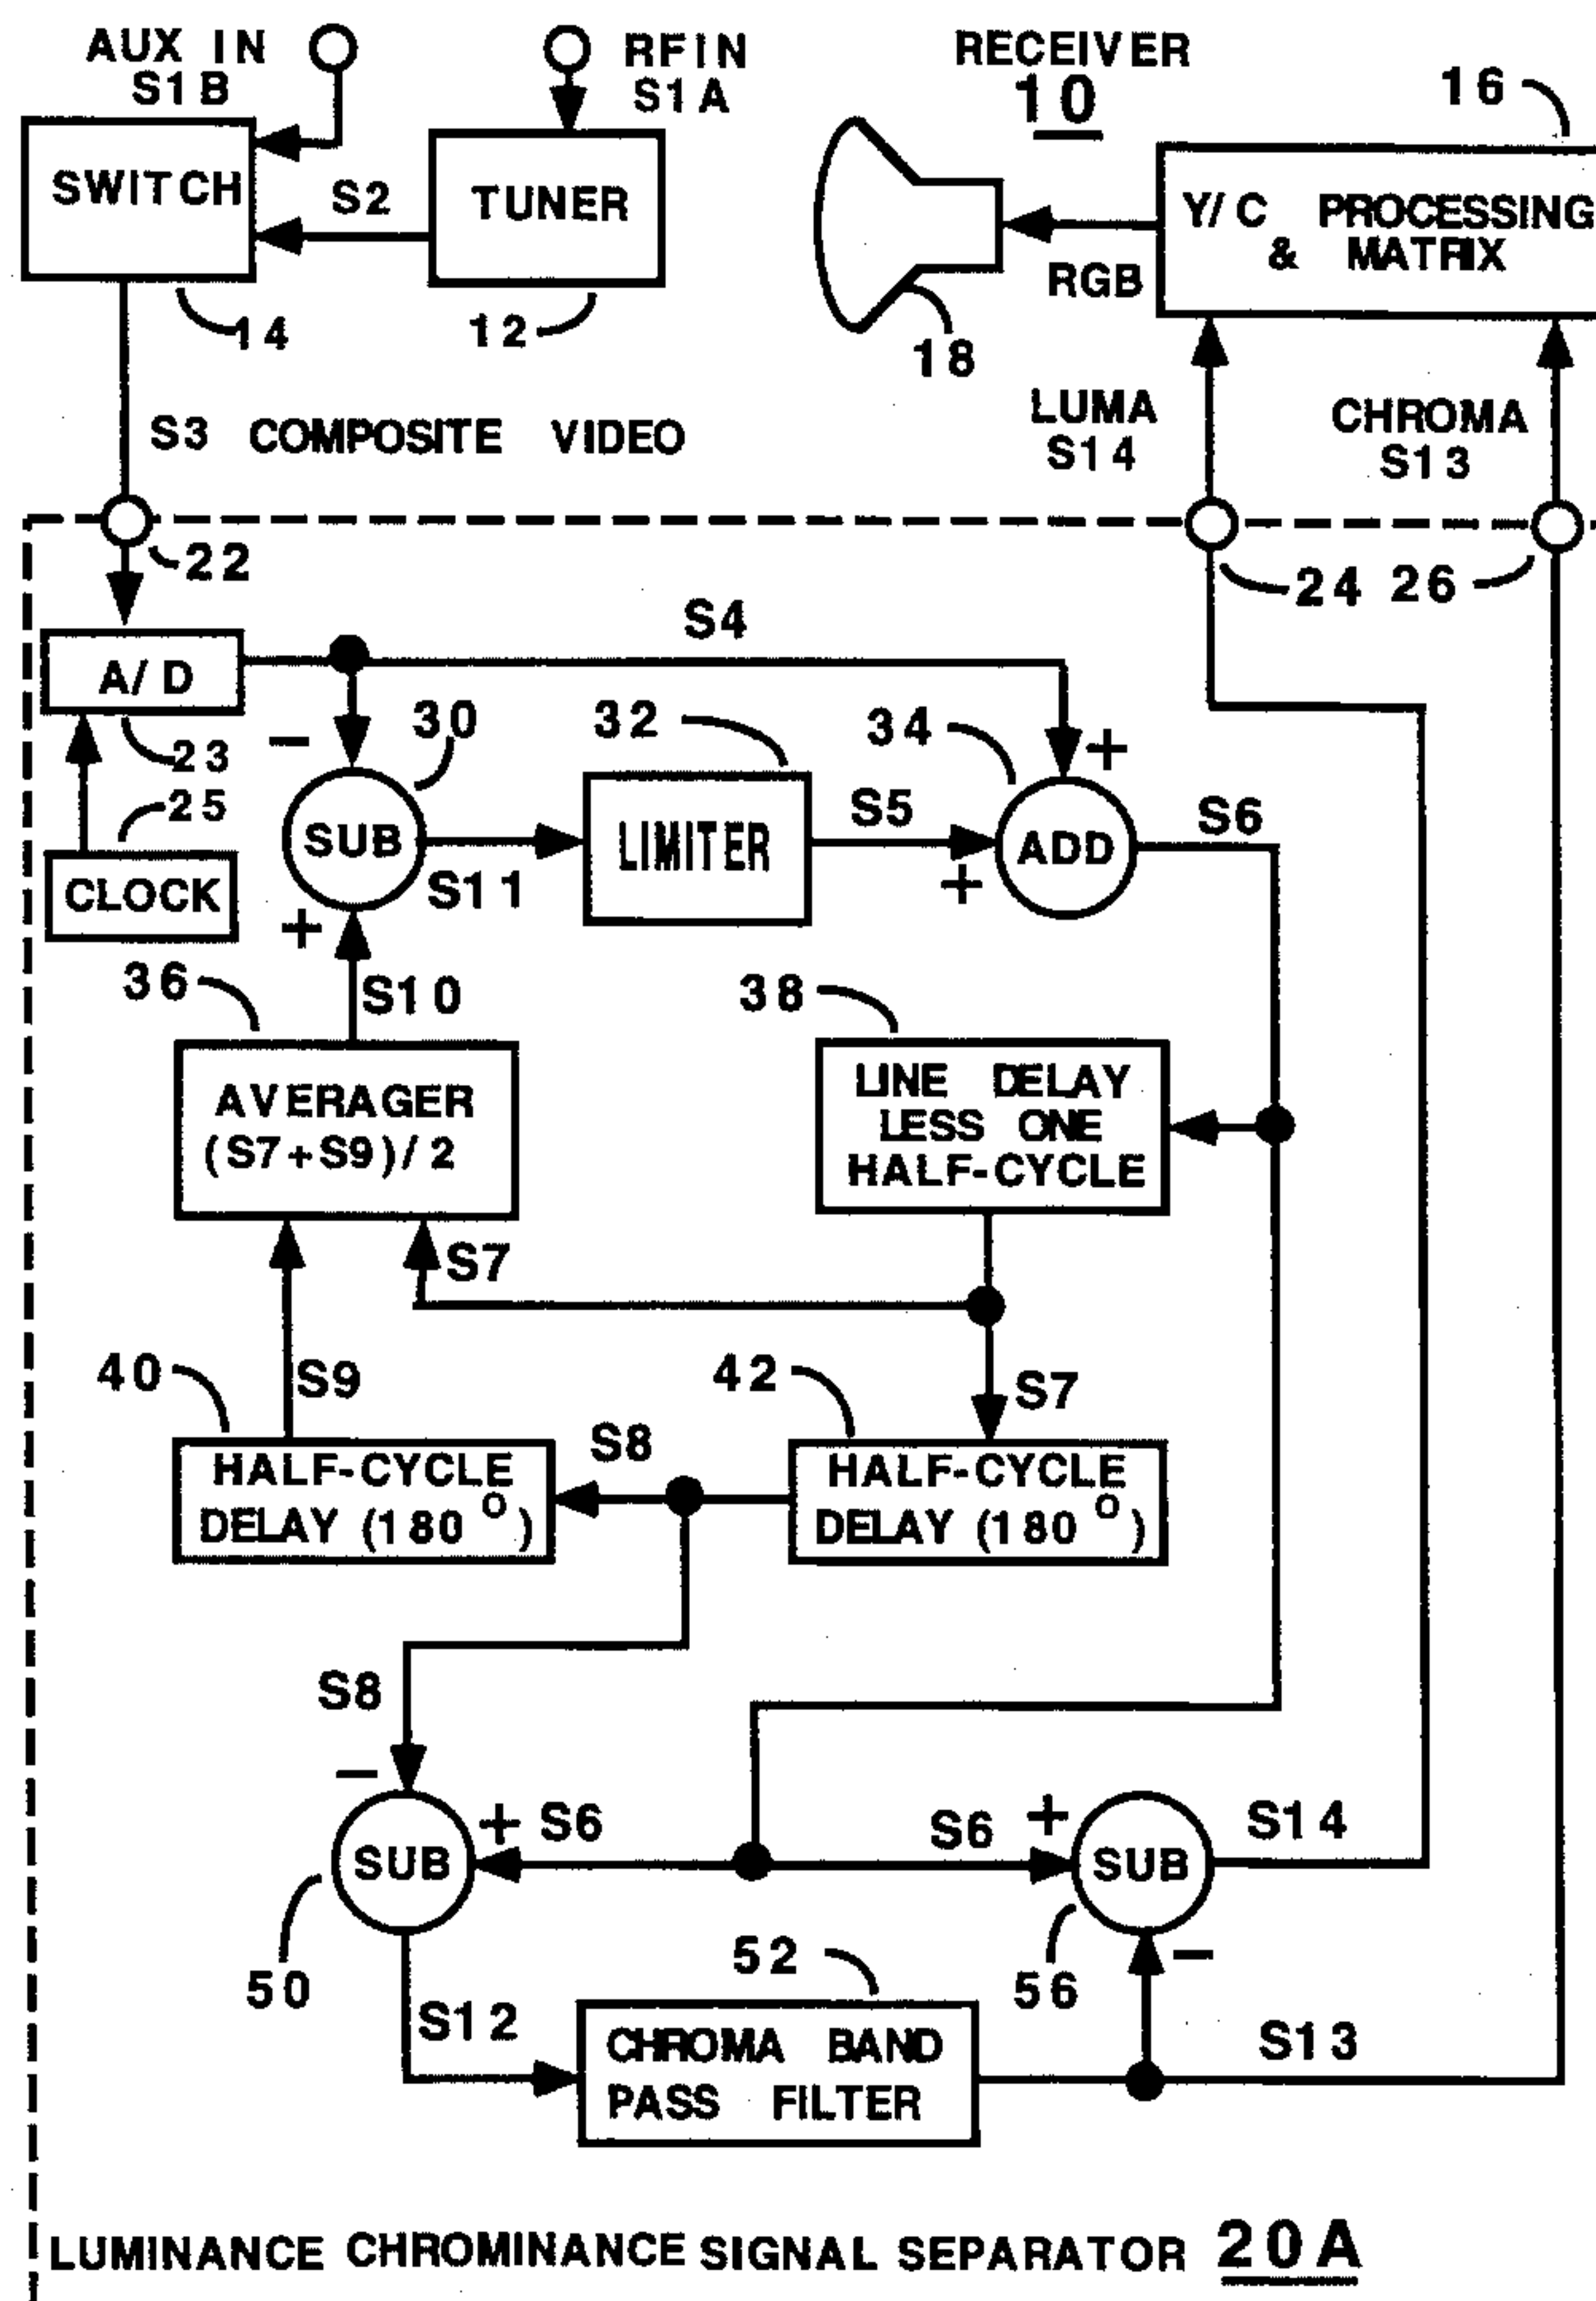 AUX IN
S1B
RFIN
S1A
RECEIVER
10
16
SWITCH
S2
TUNER
Y/C PROCESSING
& MATRIX
RGB
14
12
18
S3 COMPOSITE VIDEO
LUMA
S14
CHROMA
S13
22
24
26
S4
A/D
23
25
CLOCK
30
32
34
−
+
SUB
S11
LIMITER
S5
+
ADD
S6
+
36
S10
38
AVERAGER
(S7+S9)/2
LINE DELAY
LESS ONE
HALF-CYCLE
S7
40
S9
42
S7
S8
HALF-CYCLE
DELAY (180°)
HALF-CYCLE
DELAY (180°)
S8
−
+ S6
S6 +
S14
SUB
SUB
50
52
56
−
S12
CHROMA BAND
PASS FILTER
S13
LUMINANCE CHROMINANCE SIGNAL SEPARATOR 20A